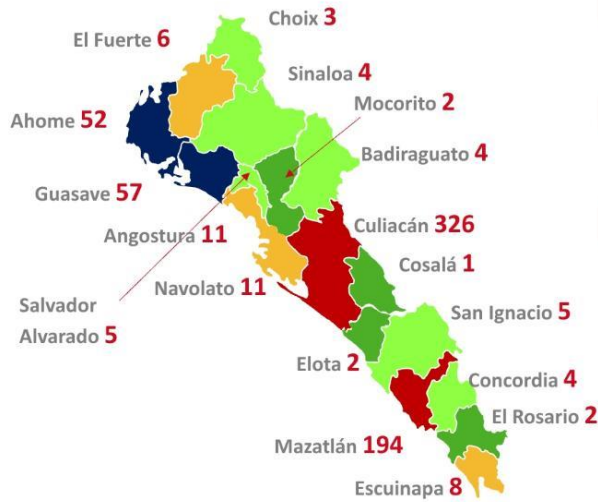 Choix 3
El Fuerte 6
Sinaloa 4
Mocorito 2
Ahome 52
Badiraguato 4
Guasave 57
Culiacán 326
Angostura 11
Cosalá 1
Navolato 11
Salvador
Alvarado 5
San Ignacio 5
Elota 2
Concordia 4
El Rosario 2
Mazatlán 194
Escuinapa 8